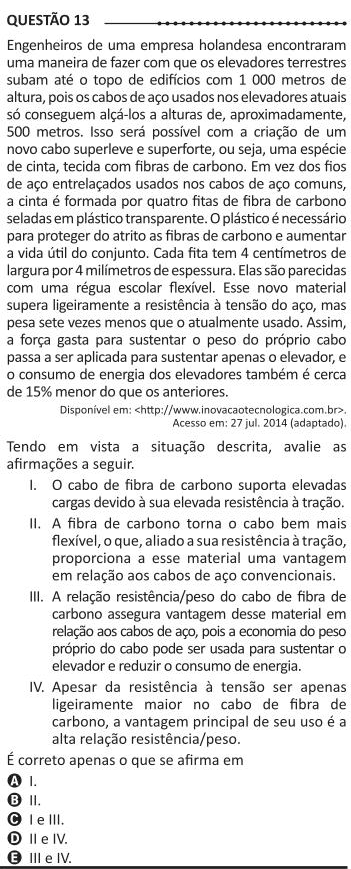 QUESTÃO 13
Engenheiros de uma empresa holandesa encontraram
uma maneira de fazer com que os elevadores terrestres
subam até o topo de edifícios com 1 000 metros de
altura, pois os cabos de aço usados nos elevadores atuais
só conseguem alçá-los a alturas de, aproximadamente,
500 metros. Isso será possível com a criação de um
novo cabo superleve e superforte, ou seja, uma espécie
de cinta, tecida com fibras de carbono. Em vez dos fios
de aço entrelaçados usados nos cabos de aço comuns,
a cinta é formada por quatro fitas de fibra de carbono
seladas em plástico transparente. O plástico é necessário
para proteger do atrito as fibras de carbono e aumentar
a vida útil do conjunto. Cada fita tem 4 centímetros de
largura por 4 milímetros de espessura. Elas são parecidas
com uma régua escolar flexível. Esse novo material
supera ligeiramente a resistência à tensão do aço, mas
pesa sete vezes menos que o atualmente usado. Assim,
a força gasta para sustentar o peso do próprio cabo
passa a ser aplicada para sustentar apenas o elevador, e
o consumo de energia dos elevadores também é cerca
de 15% menor do que os anteriores.
Disponível em: <http://www.inovacaotecnologica.com.br>.
Acesso em: 27 jul. 2014 (adaptado).
Tendo em vista a situação descrita, avalie as
afirmações a seguir.
I. O cabo de fibra de carbono suporta elevadas
cargas devido à sua elevada resistência à tração.
II. A fibra de carbono torna o cabo bem mais
flexível, o que, aliado a sua resistência à tração,
proporciona a esse material uma vantagem
em relação aos cabos de aço convencionais.
III. A relação resistência/peso do cabo de fibra de
carbono assegura vantagem desse material em
relação aos cabos de aço, pois a economia do peso
próprio do cabo pode ser usada para sustentar o
elevador e reduzir o consumo de energia.
IV. Apesar da resistência à tensão ser apenas
ligeiramente maior no cabo de fibra de
carbono, a vantagem principal de seu uso é a
alta relação resistência/peso.
É correto apenas o que se afirma em
A I.
B II.
C I e III.
D II e IV.
E III e IV.